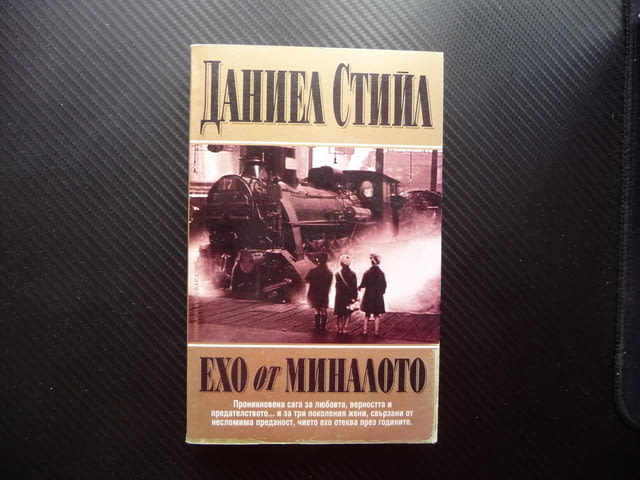 Даниел Стийл
Ехо от миналото
Проникновена сага за любовта, верността и
предателството... и за три поколения жени, свързани от
несломима преданост, чието ехо отеква през годините.